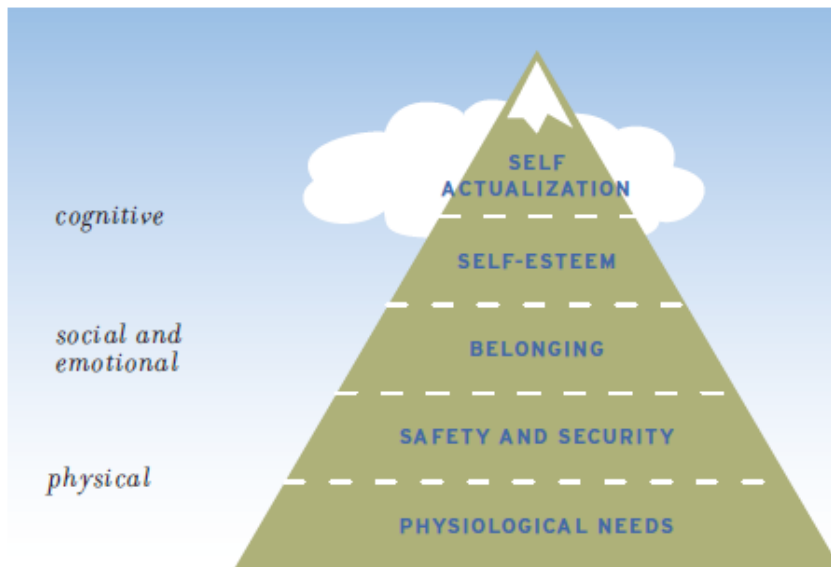 SELF
ACTUALIZATION
cognitive
SELF-ESTEEM
social and
emotional
BELONGING
SAFETY AND SECURITY
physical
PHYSIOLOGICAL NEEDS